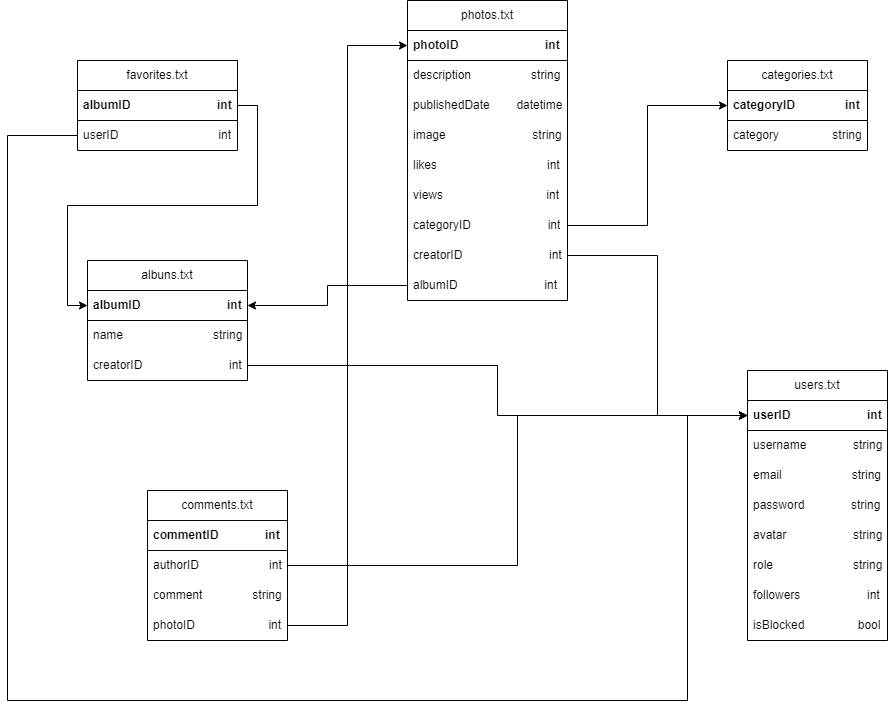 photos.txt
photoID int
description string
publishedDate datetime
image string
likes int
views int
categoryID int
creatorID int
albumID int
favorites.txt
albumID int
userID int
categories.txt
categoryID int
category string
albuns.txt
albumID int
name string
creatorID int
users.txt
userID int
username string
email string
password string
avatar string
role string
followers int
isBlocked bool
comments.txt
commentID int
authorID int
comment string
photoID int